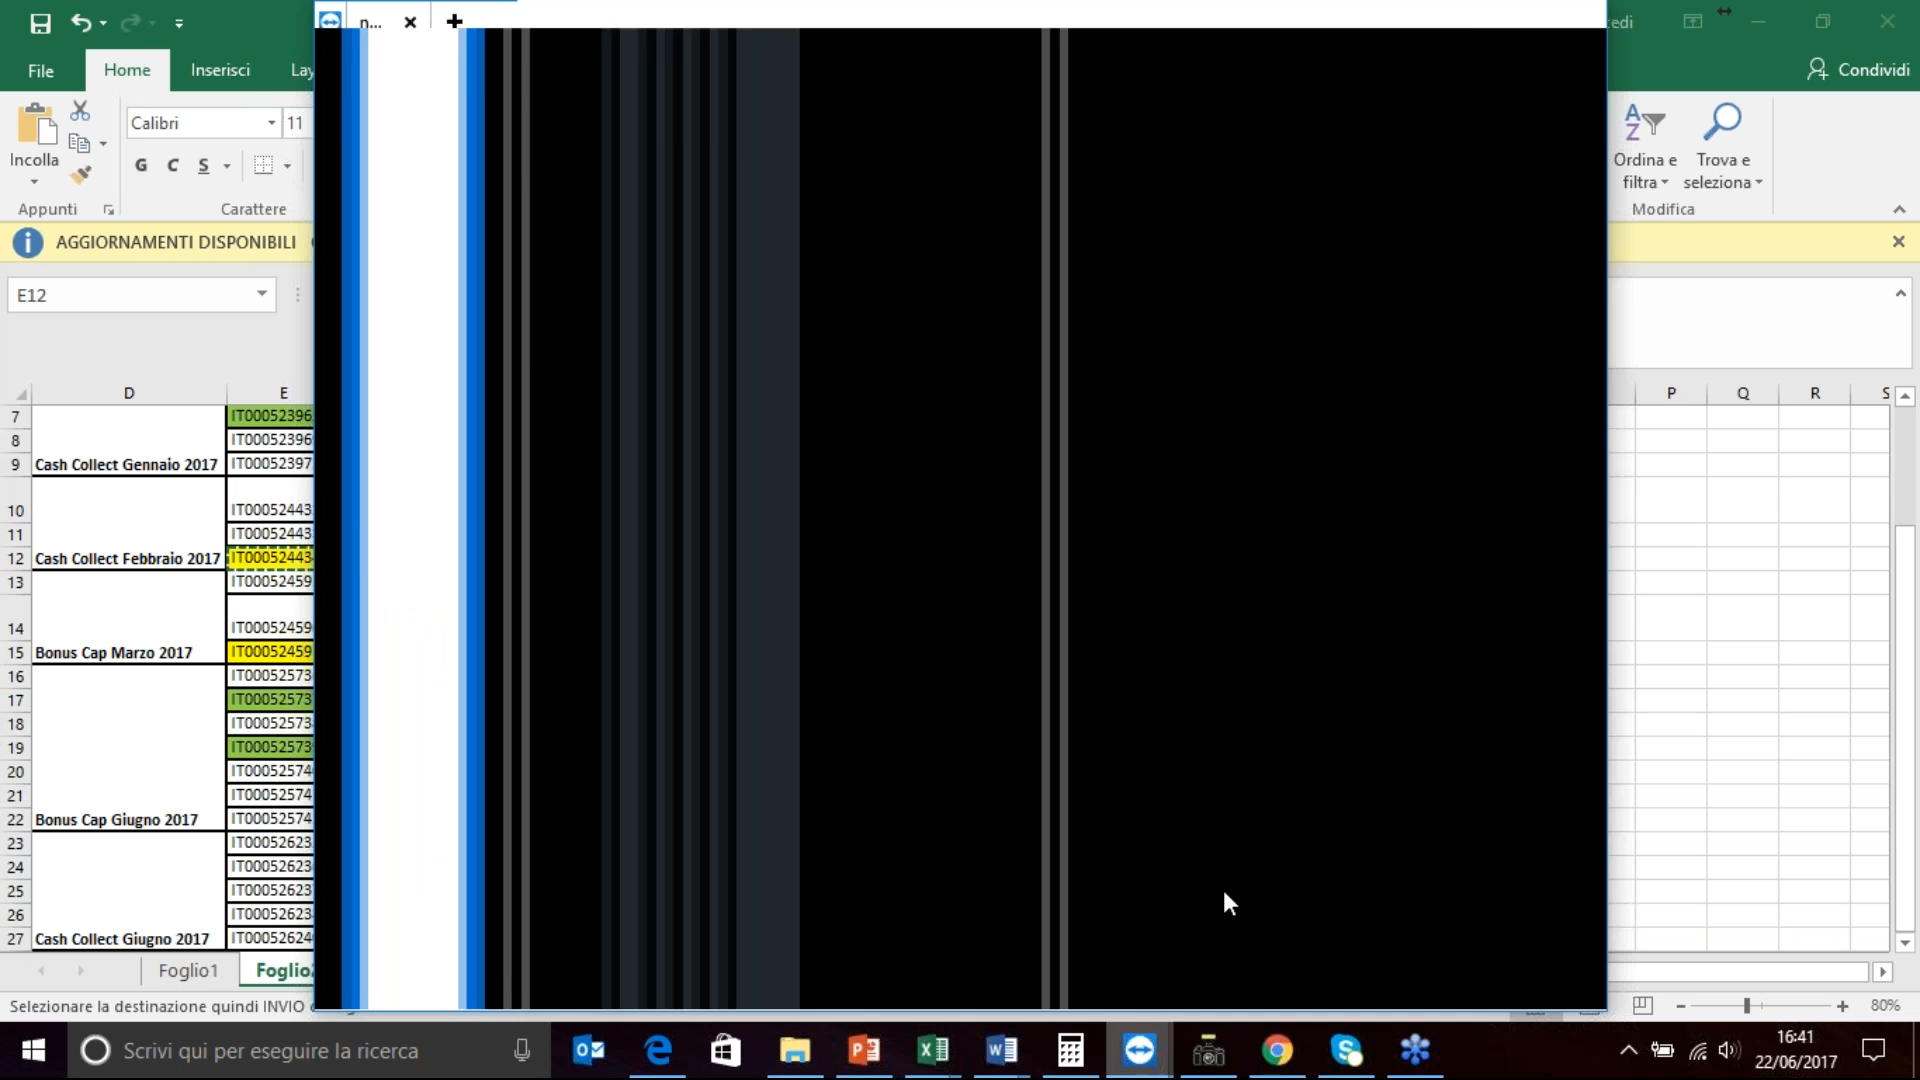 n...
edi
File
Home
Inserisci
Condividi
Calibri
11
Incolla
G C S
Ordina e
filtra
Trova e
seleziona
Appunti
Carattere
Modifica
AGGIORNAMENTI DISPONIBILI
E12
D E P Q R S
7 IT00052396
8 IT00052396
9 Cash Collect Gennaio 2017 IT00052397
10 IT00052443
11 IT00052443
12 Cash Collect Febbraio 2017 IT00052443
13 IT00052459
14 IT00052459
15 Bonus Cap Marzo 2017 IT00052459
16 IT00052573
17 IT00052573
18 IT00052573
19 IT00052573
20 IT00052574
21 IT00052574
22 Bonus Cap Giugno 2017 IT00052574
23 IT00052623
24 IT00052623
25 IT00052623
26 IT00052623
27 Cash Collect Giugno 2017 IT00052624
Foglio1
Selezionare la destinazione quindi INVIO
80%
Scrivi qui per eseguire la ricerca
16:41
22/06/2017